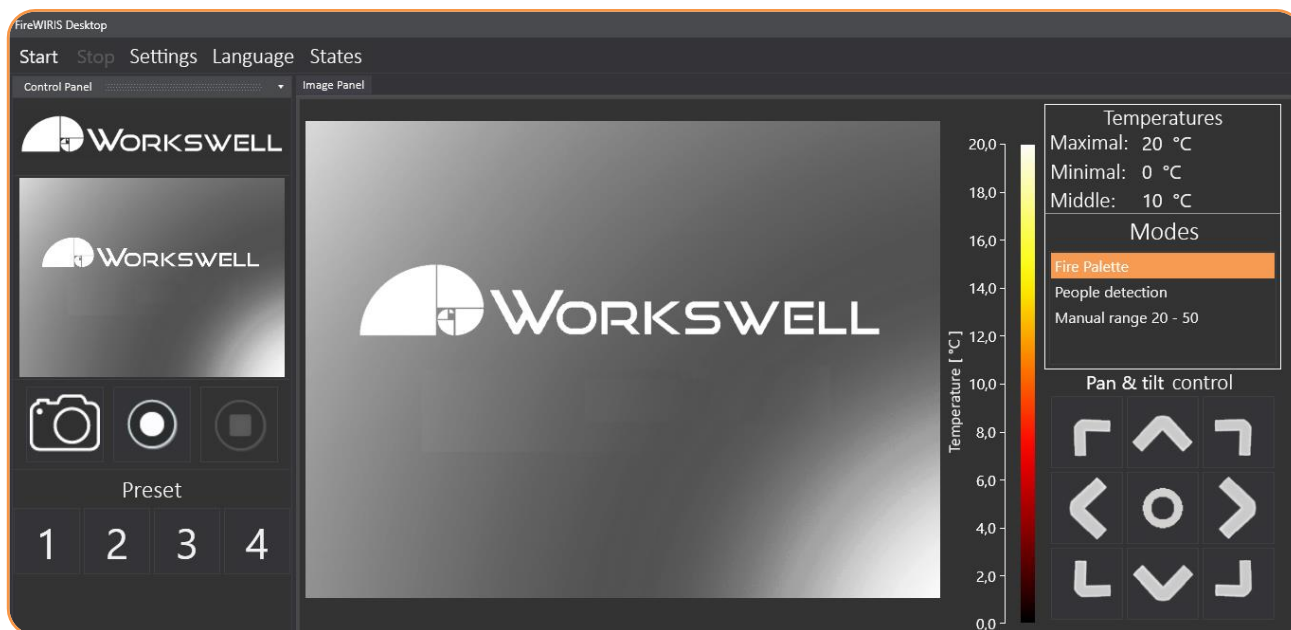 FireWIRIS Desktop
Start Stop Settings Language States
Control Panel
Image Panel
WORKSWELL
WORKSWELL
Preset
1 2 3 4
WORKSWELL
20,0
18,0
16,0
14,0
12,0
10,0
8,0
6,0
4,0
2,0
0,0
Temperature [ °C]
Temperatures
Maximal: 20 °C
Minimal: 0 °C
Middle: 10 °C
Modes
Fire Palette
People detection
Manual range 20 - 50
Pan & tilt control